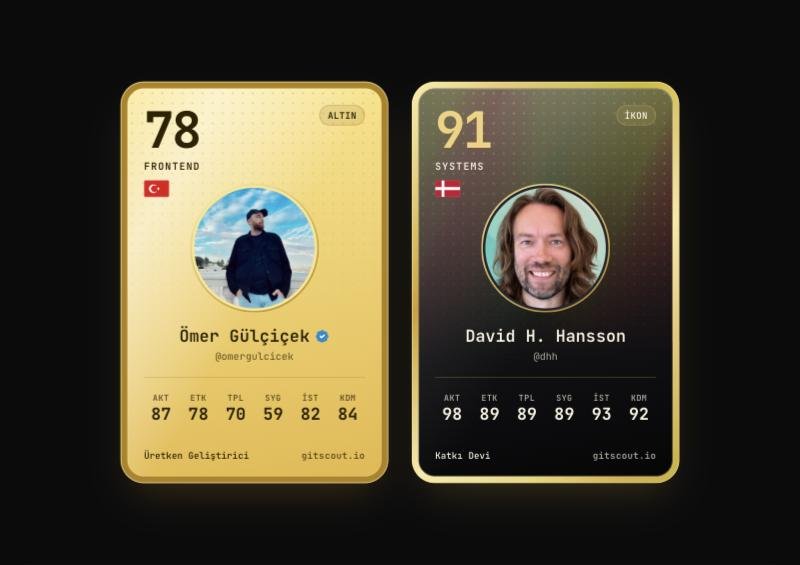 78
ALTIN
FRONTEND
Ömer Gülçiçek
@omergulcicek
AKT ETK TPL SYG İST KDM
87 78 70 59 82 84
Üretken Geliştirici gitscout.io
91
İKON
SYSTEMS
David H. Hansson
@dhh
AKT ETK TPL SYG İST KDM
98 89 89 89 93 92
Katkı Devi gitscout.io